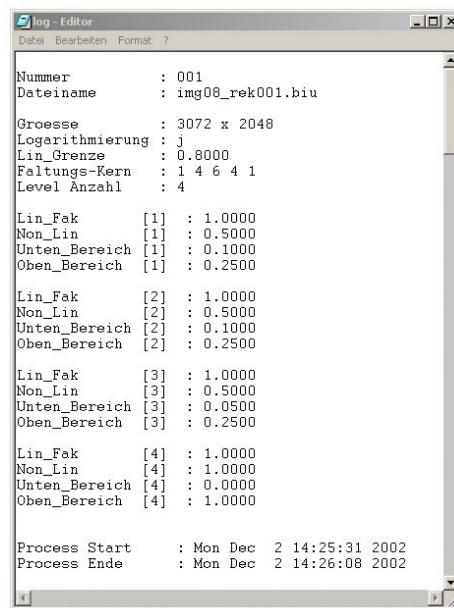 log - Editor
Datei Bearbeiten Format ?
Nummer : 001
Dateiname : img08_rek001.biu
Groesse : 3072 x 2048
Logarithmierung : j
Lin_Grenze : 0.8000
Faltungs-Kern : 1 4 6 4 1
Level Anzahl : 4
Lin_Fak [1] : 1.0000
Non_Lin [1] : 0.5000
Unten_Bereich [1] : 0.1000
Oben_Bereich [1] : 0.2500
Lin_Fak [2] : 1.0000
Non_Lin [2] : 0.5000
Unten_Bereich [2] : 0.1000
Oben_Bereich [2] : 0.2500
Lin_Fak [3] : 1.0000
Non_Lin [3] : 0.5000
Unten_Bereich [3] : 0.0500
Oben_Bereich [3] : 0.2500
Lin_Fak [4] : 1.0000
Non_Lin [4] : 1.0000
Unten_Bereich [4] : 0.0000
Oben_Bereich [4] : 1.0000
Process Start : Mon Dec 2 14:25:31 2002
Process Ende : Mon Dec 2 14:26:08 2002